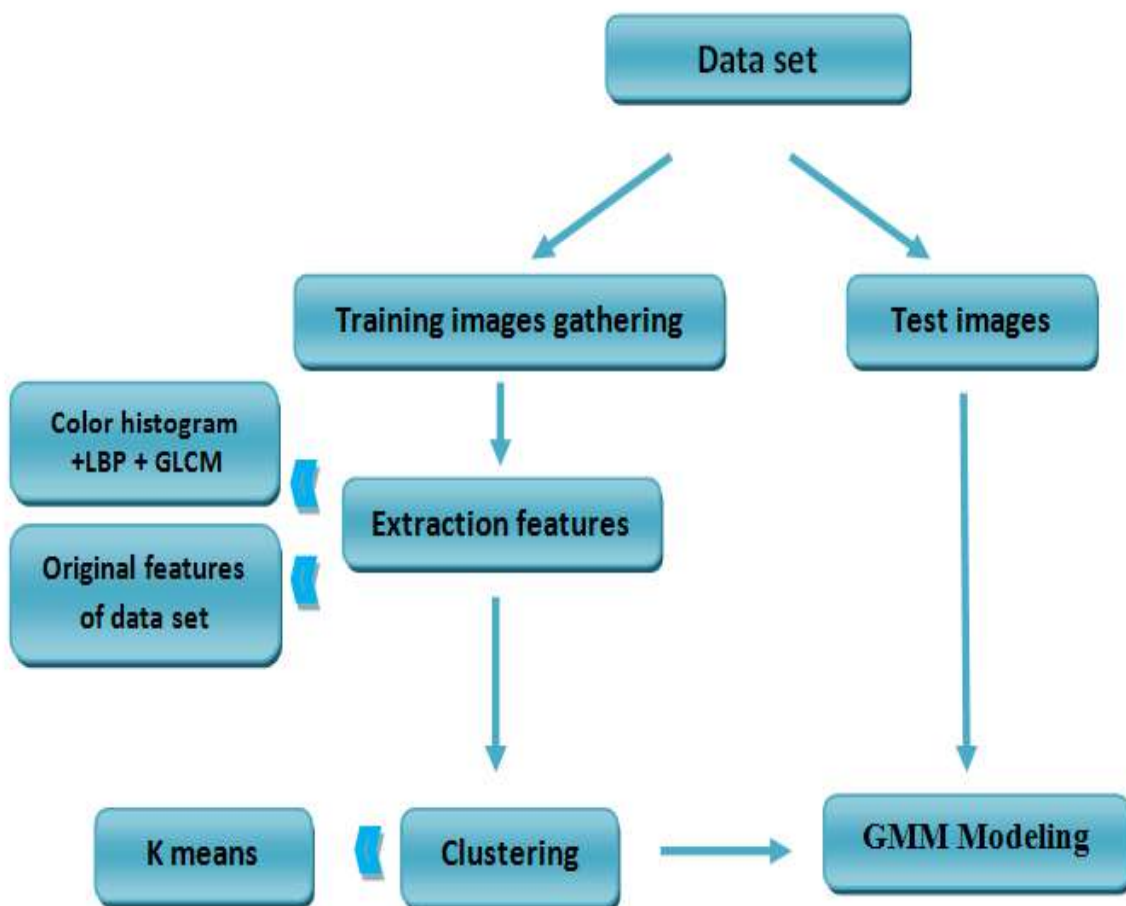 Data set
Training images gathering
Test images
Color histogram
+LBP + GLCM
Extraction features
Original features
of data set
K means
Clustering
GMM Modeling